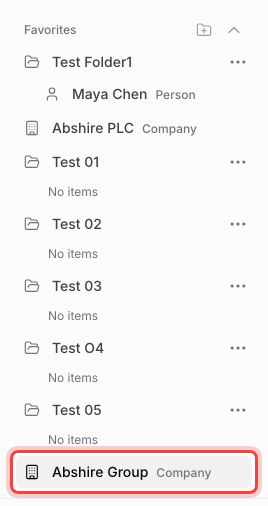 Favorites
Test Folder1
Maya Chen Person
Abshire PLC Company
Test 01
No items
Test 02
No items
Test 03
No items
Test O4
No items
Test 05
No items
Abshire Group Company